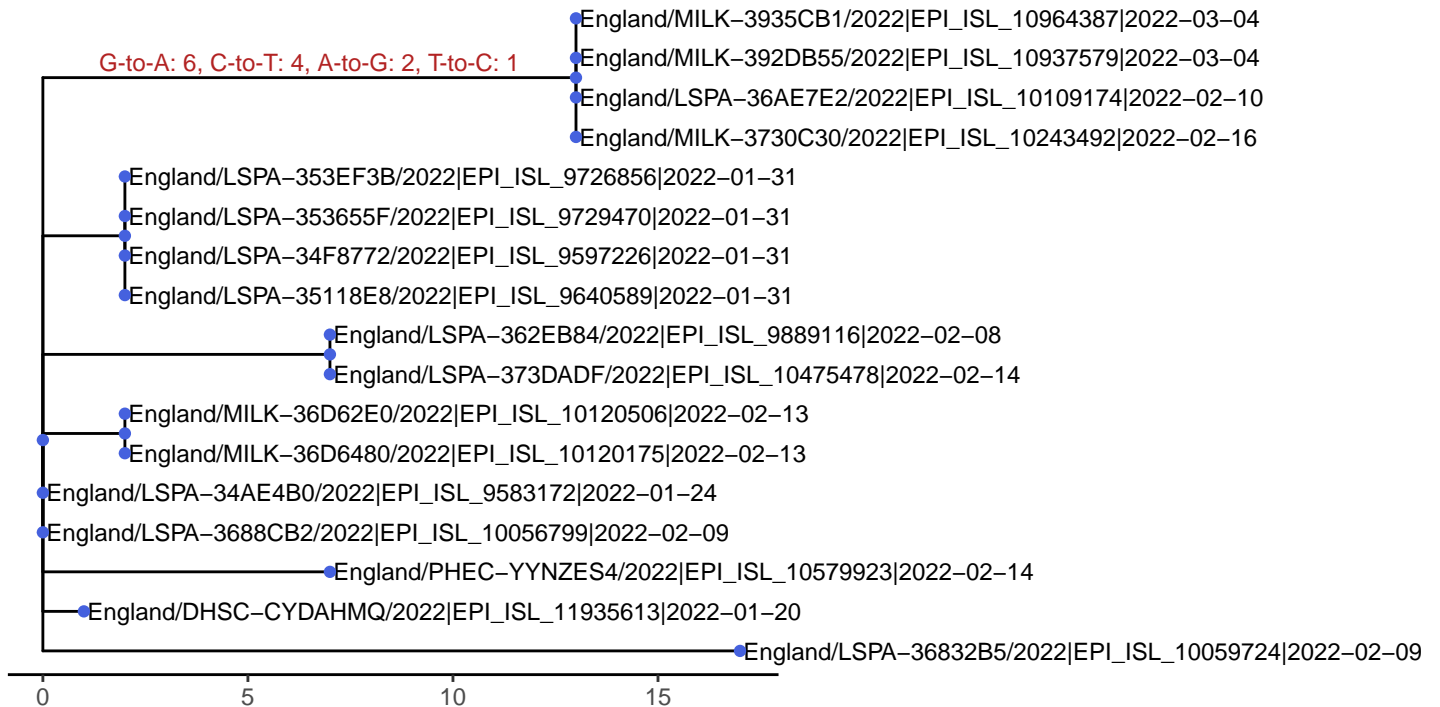 England/MILK−3935CB1/2022|EPI_ISL_10964387|2022−03−04
G-to-A: 6, C-to-T: 4, A-to-G: 2, T-to-C: 1
England/MILK−392DB55/2022|EPI_ISL_10937579|2022−03−04
England/LSPA−36AE7E2/2022|EPI_ISL_10109174|2022−02−10
England/MILK−3730C30/2022|EPI_ISL_10243492|2022−02−16
England/LSPA−353EF3B/2022|EPI_ISL_9726856|2022−01−31
England/LSPA−353655F/2022|EPI_ISL_9729470|2022−01−31
England/LSPA−34F8772/2022|EPI_ISL_9597226|2022−01−31
England/LSPA−35118E8/2022|EPI_ISL_9640589|2022−01−31
England/LSPA−362EB84/2022|EPI_ISL_9889116|2022−02−08
England/LSPA−373DADF/2022|EPI_ISL_10475478|2022−02−14
England/MILK−36D62E0/2022|EPI_ISL_10120506|2022−02−13
England/MILK−36D6480/2022|EPI_ISL_10120175|2022−02−13
England/LSPA−34AE4B0/2022|EPI_ISL_9583172|2022−01−24
England/LSPA−3688CB2/2022|EPI_ISL_10056799|2022−02−09
England/PHEC−YYNZES4/2022|EPI_ISL_10579923|2022−02−14
England/DHSC−CYDAHMQ/2022|EPI_ISL_11935613|2022−01−20
England/LSPA−36832B5/2022|EPI_ISL_10059724|2022−02−09
0 5 10 15